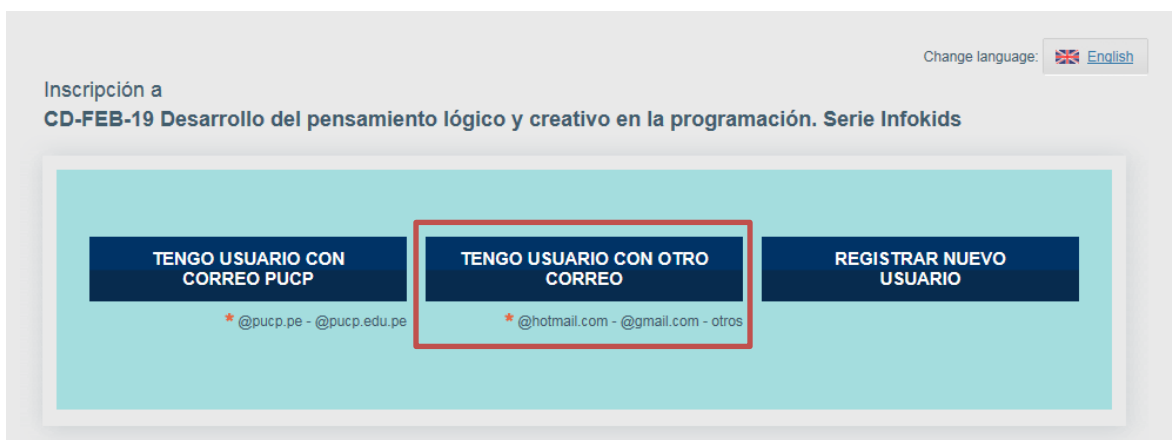 Change language: English
Inscripción a
CD-FEB-19 Desarrollo del pensamiento lógico y creativo en la programación. Serie Infokids
TENGO USUARIO CON
CORREO PUCP
* @pucp.pe - @pucp.edu.pe
TENGO USUARIO CON OTRO
CORREO
* @hotmail.com - @gmail.com - otros
REGISTRAR NUEVO
USUARIO